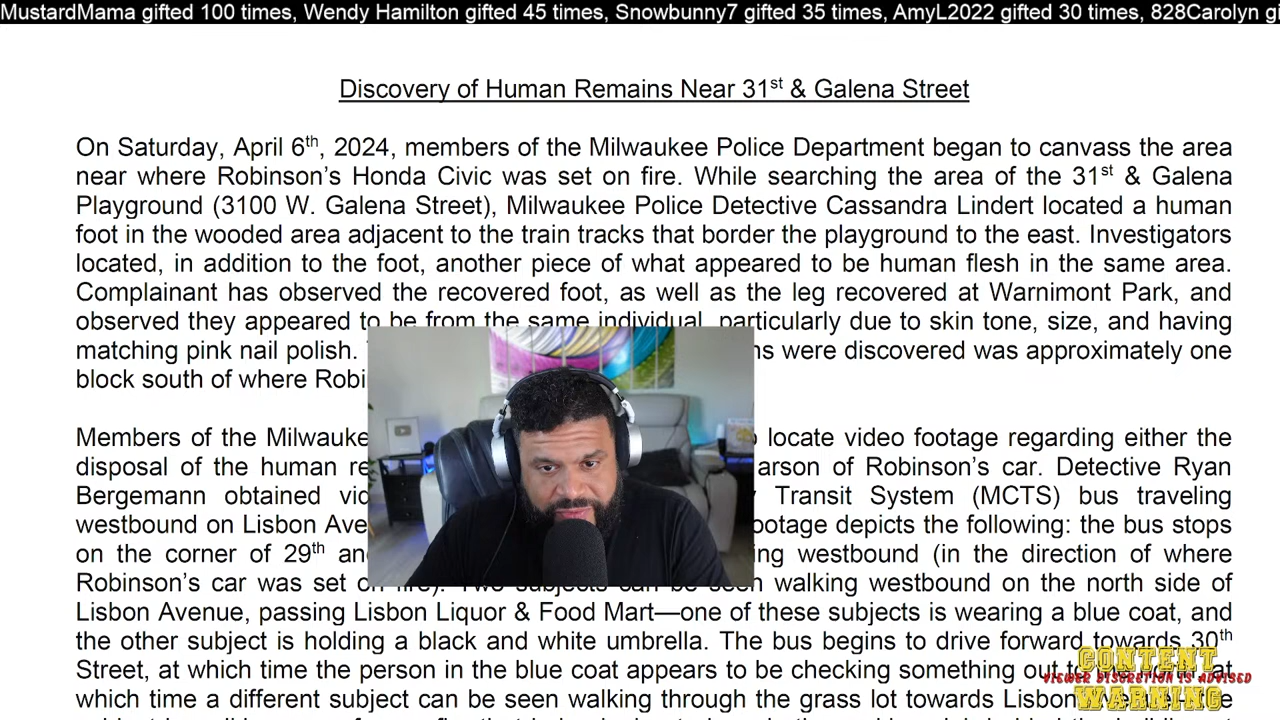 MustardMama gifted 100 times, Wendy Hamilton gifted 45 times, Snowbunny7 gifted 35 times, AmyL2022 gifted 30 times, 828Carolyn
Discovery of Human Remains Near 31st & Galena Street
On Saturday, April 6th, 2024, members of the Milwaukee Police Department began to canvass the area
near where Robinson's Honda Civic was set on fire. While searching the area of the 31st & Galena
Playground (3100 W. Galena Street), Milwaukee Police Detective Cassandra Lindert located a human
foot in the wooded area adjacent to the train tracks that border the playground to the east. Investigators
located, in addition to the foot, another piece of what appeared to be human flesh in the same area.
Complainant has observed the recovered foot, as well as the leg recovered at Warnimont Park, and
observed they appeared to be from the same individual, particularly due to skin tone, size, and having
matching pink nail polish. were discovered was approximately one
block south of where
Members of the locate video footage regarding either the
disposal of the human arson of Robinson's car. Detective Ryan
Bergemann obtained Transit System (MCTS) bus traveling
westbound on Lisbon depicts the following: the bus stops
on the corner of 29th westbound (in the direction of where
Robinson's car was set Two subjects can be seen walking westbound on the north side of
Lisbon Avenue, passing Lisbon Liquor & Food Mart—one of these subjects is wearing a blue coat, and
the other subject is holding a black and white umbrella. The bus begins to drive forward towards 30th
Street, at which time the person in the blue coat appears to be checking something out at
which time a different subject can be seen walking through the grass lot towards Lisbon
CONTENT
VIEWER DISCRETION IS ADVISED
WARNING